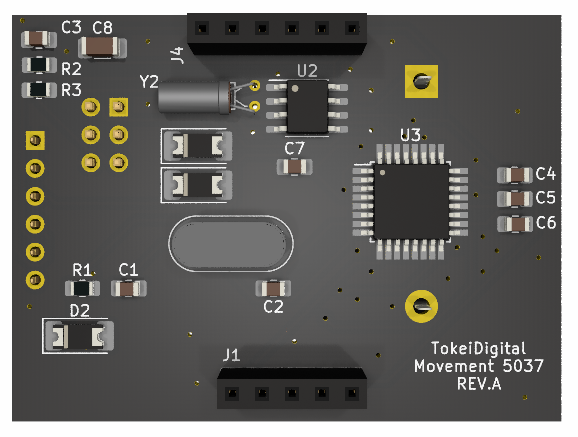 C3
C8
J4
R2
Y2
U2
R3
U3
C7
C4
C5
C6
R1
C1
C2
D2
J1
TokeiDigital
Movement 5037
REV.A